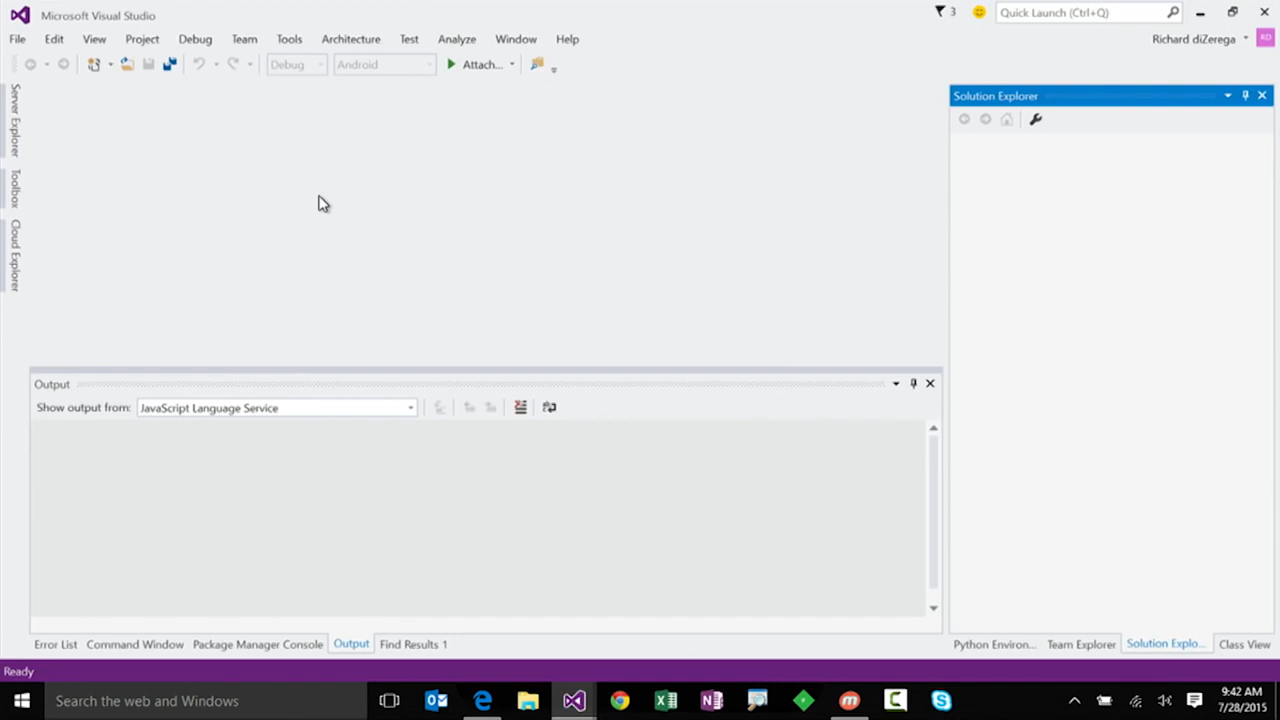 Microsoft Visual Studio
3
Quick Launch (Ctrl+Q)
File Edit View Project Debug Team Tools Architecture Test Analyze Window Help
Richard diZerega
RD
Debug
Android
Attach...
Server Explorer
Toolbox
Cloud Explorer
Solution Explorer
Output
Show output from: JavaScript Language Service
Error List Command Window Package Manager Console Output Find Results 1
Python Environ... Team Explorer Solution Explo... Class View
Ready
Search the web and Windows
9:42 AM
7/28/2015